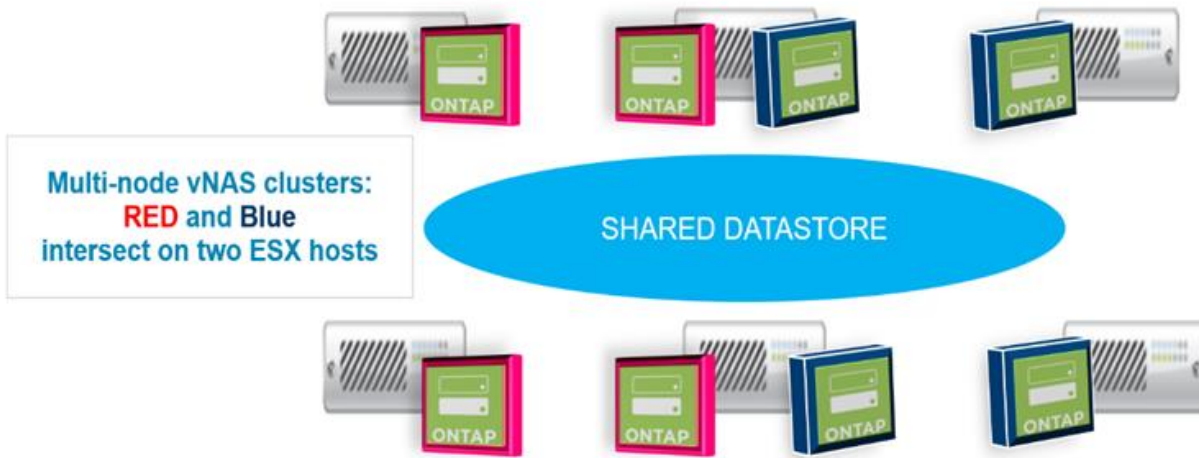 ONTAP
ONTAP
ONTAP
ONTAP
Multi-node vNAS clusters:
RED and Blue
intersect on two ESX hosts
SHARED DATASTORE
ONTAP
ONTAP
ONTAP
ONTAP